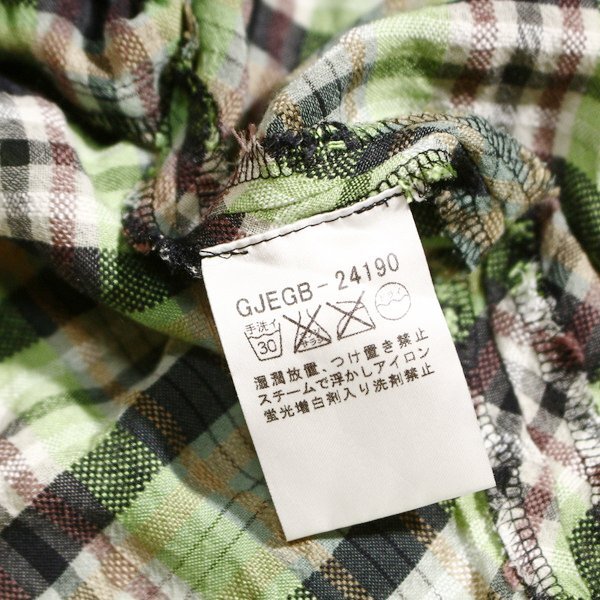 GJEGB-24190
手洗イ
30
湿潤放置、つけ置き禁止
スチームで浮かしアイロン
蛍光増白剤入り洗剤禁止